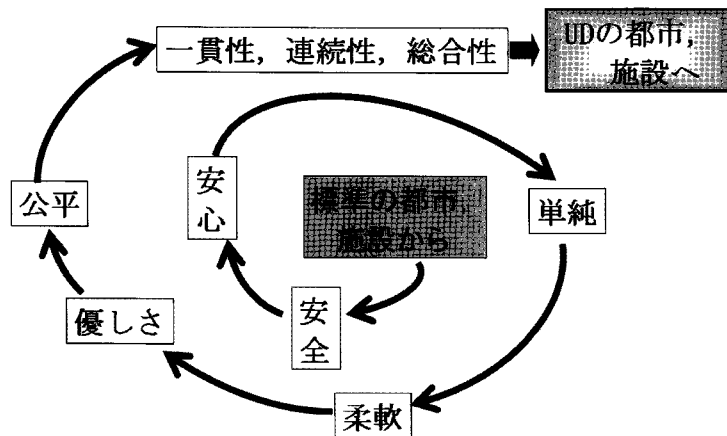 一貫性, 連続性, 総合性
UDの都市,
施設へ
公平
安心
標準の都市,
施設から
単純
優しさ
安全
柔軟